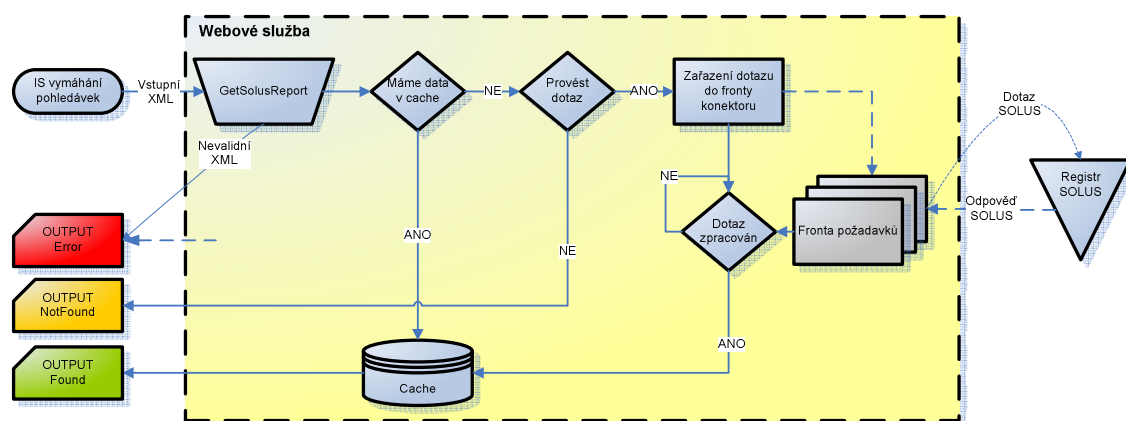 Webové služba
IS vymáhání
pohledávek
Vstupní
XML
GetSolusReport
Máme data
v cache
NE
Provést
dotaz
ANO
Zařazení dotazu
do fronty
konektoru
Dotaz
SOLUS
Nevalidní
XML
NE
Registr
SOLUS
Odpověď
SOLUS
OUTPUT
Error
ANO
NE
Dotaz
zpracován
Fronta požadavků
OUTPUT
NotFound
ANO
OUTPUT
Found
Cache